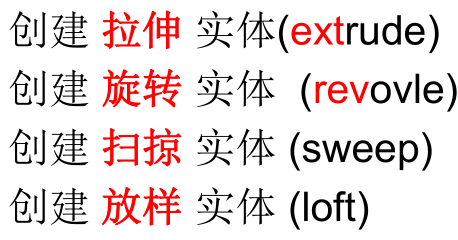 创建 拉伸 实体(extrude)
创建 旋转 实体 (revovle)
创建 扫掠 实体 (sweep)
创建 放样 实体 (loft)